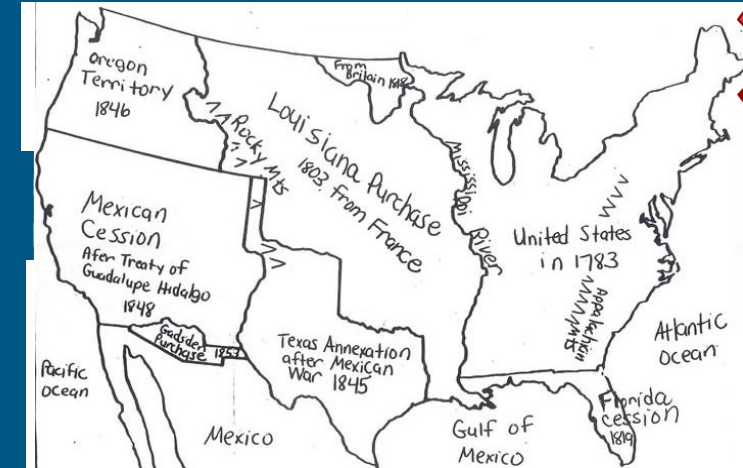 Oregon
Territory
1846
From
Britain 1818
Rocky Mts
Louisiana Purchase
1803 from France
Mississippi River
Mexican
Cession
Afer Treaty of
Guadalupe Hidalgo
1848
United States
in 1783
Appalachian
Mts
Gadsden
Purchase 1853
Texas Annexation
after Mexican
War 1845
Atlantic
Ocean
Pacific
Ocean
Mexico
Gulf of
Mexico
Florida
cession
1819